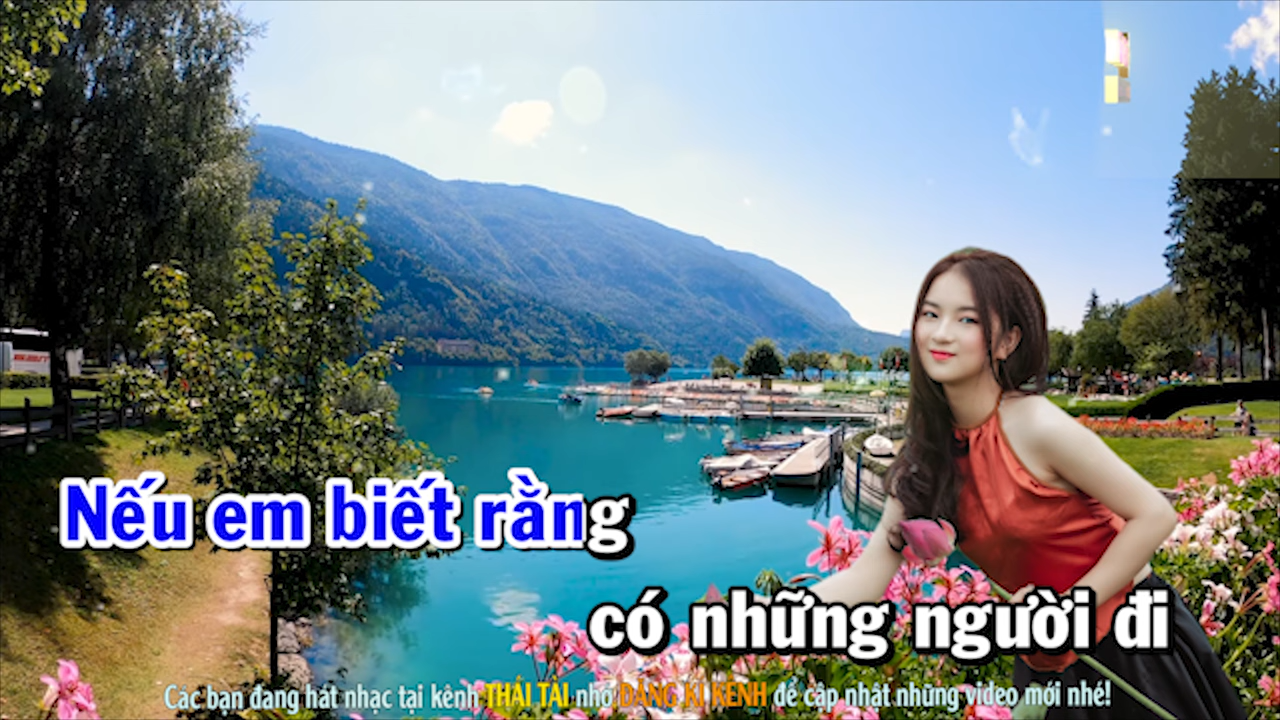 Nếu em biết rằng
có những người đi
Các bạn đang hát nhạc tại kênh THÁI TÀI nhớ ĐĂNG KÍ KÊNH để cập nhật những video mới nhé!